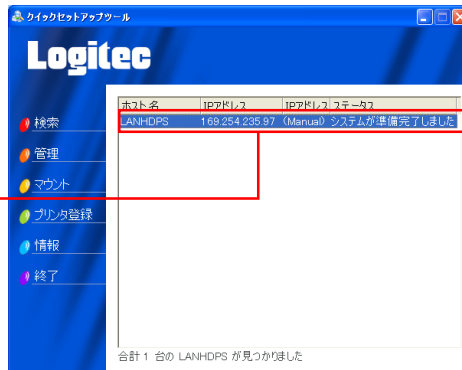 クイックセットアップツール
Logitec
検索
管理
マウント
プリンタ登録
情報
終了
ホスト名 IPアドレス IPアドレス ステータス
LANHDPS 169.254.235.97 (Manual) システムが準備完了しました
合計 1 台の LANHDPS が見つかりました